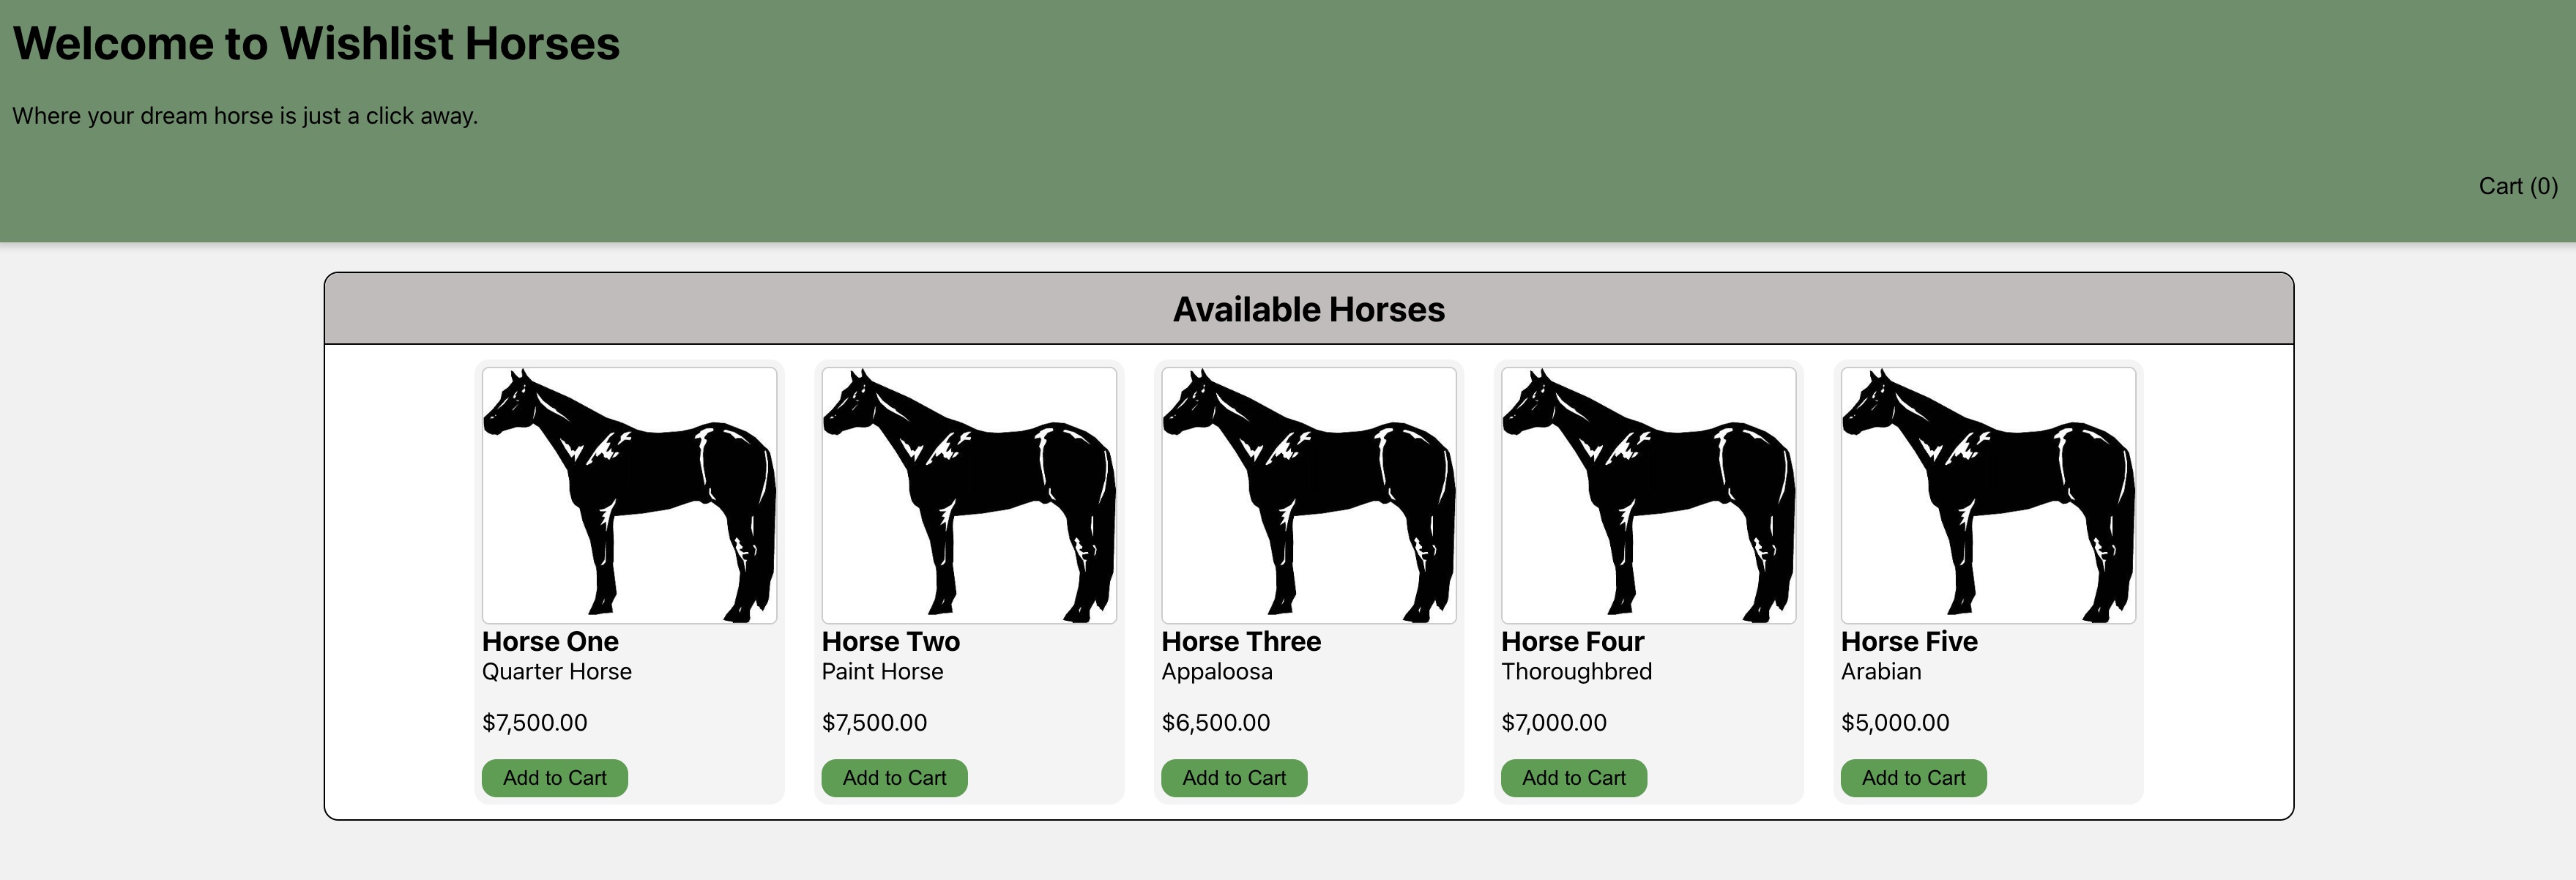 Welcome to Wishlist Horses
Where your dream horse is just a click away.
Cart (0)
Available Horses
Horse One
Quarter Horse
$7,500.00
Add to Cart
Horse Two
Paint Horse
$7,500.00
Add to Cart
Horse Three
Appaloosa
$6,500.00
Add to Cart
Horse Four
Thoroughbred
$7,000.00
Add to Cart
Horse Five
Arabian
$5,000.00
Add to Cart